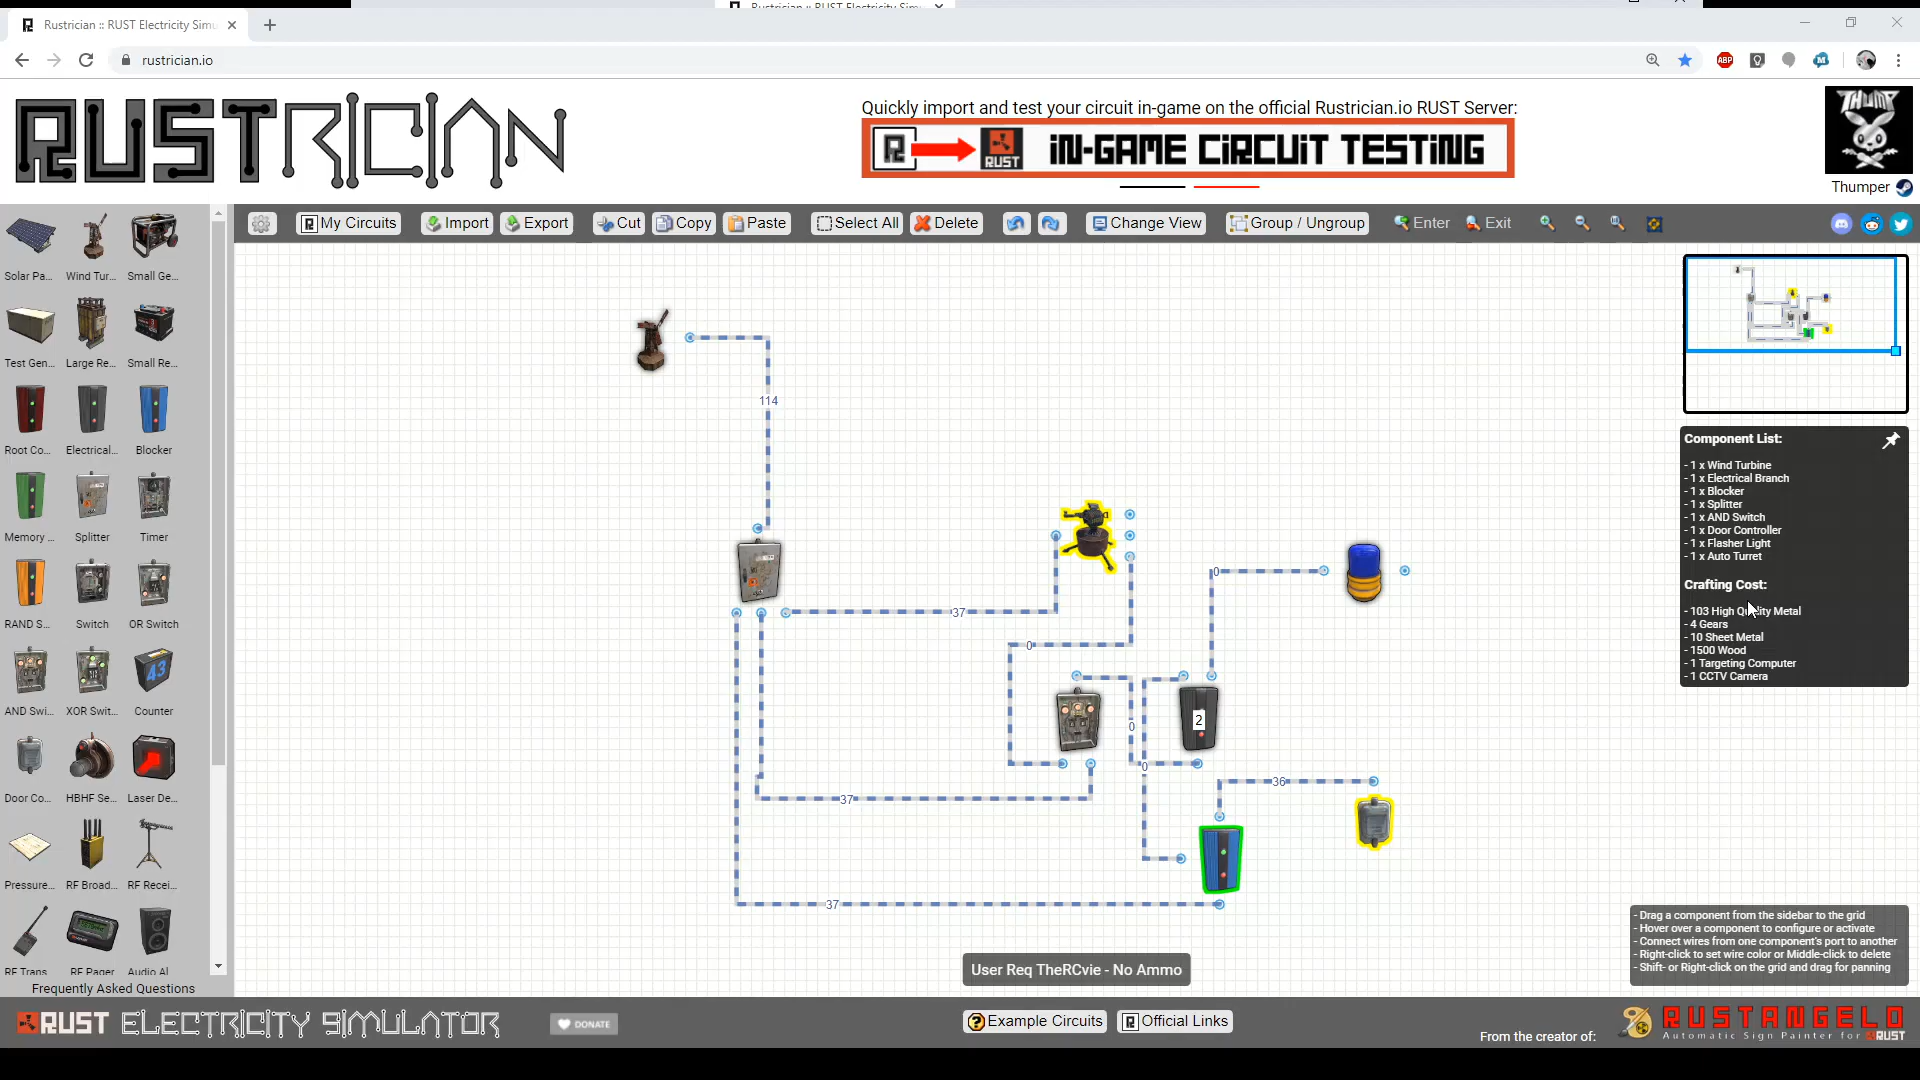 Rustrician :: RUST Electricity Simu
Rustrician :: RUST Electricity Simu
rustrician.io
ABP
RUSTRICIAN
Quickly import and test your circuit in-game on the official Rustrician.io RUST Server:
RUST IN-GAME CIRCUIT TESTING
THUMP
Thumper
My Circuits Import Export Cut Copy Paste Select All Delete Change View Group / Ungroup Enter Exit
Solar Pa... Wind Tur... Small Ge...
Test Gen... Large Re... Small Re...
Root Co... Electrical... Blocker
Memory ... Splitter Timer
RAND S... Switch OR Switch
43
AND Swi... XOR Swit... Counter
Door Co... HBHF Se... Laser De...
Pressure... RF Broad... RF Recei...
RF Trans RF Pager Audio Al
Frequently Asked Questions
114
37
0
0
0
2
0
37
36
37
Component List:
- 1 x Wind Turbine
- 1 x Electrical Branch
- 1 x Blocker
- 1 x Splitter
- 1 x AND Switch
- 1 x Door Controller
- 1 x Flasher Light
- 1 x Auto Turret
Crafting Cost:
- 103 High Quality Metal
- 4 Gears
- 10 Sheet Metal
- 1500 Wood
- 1 Targeting Computer
- 1 CCTV Camera
- Drag a component from the sidebar to the grid
- Hover over a component to configure or activate
- Connect wires from one component's port to another
- Right-click to set wire color or Middle-click to delete
- Shift- or Right-click on the grid and drag for panning
User Req TheRCvie - No Ammo
RUST ELECTRICITY SIMULATOR
DONATE
Example Circuits Official Links
From the creator of:
RUSTANGELO
Automatic Sign Painter for RUST